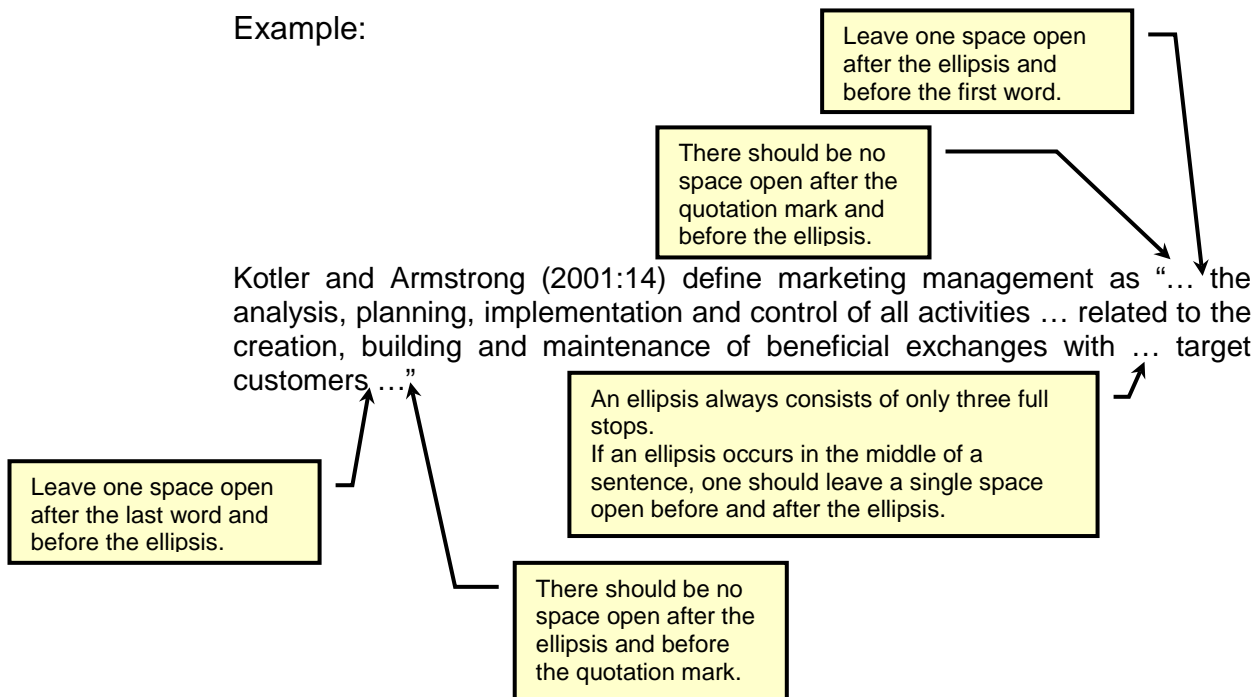 Example:
Leave one space open
after the ellipsis and
before the first word.
There should be no
space open after the
quotation mark and
before the ellipsis.
Kotler and Armstrong (2001:14) define marketing management as “… the
analysis, planning, implementation and control of all activities … related to the
creation, building and maintenance of beneficial exchanges with … target
customers …”
An ellipsis always consists of only three full
stops.
If an ellipsis occurs in the middle of a
sentence, one should leave a single space
open before and after the ellipsis.
Leave one space open
after the last word and
before the ellipsis.
There should be no
space open after the
ellipsis and before
the quotation mark.